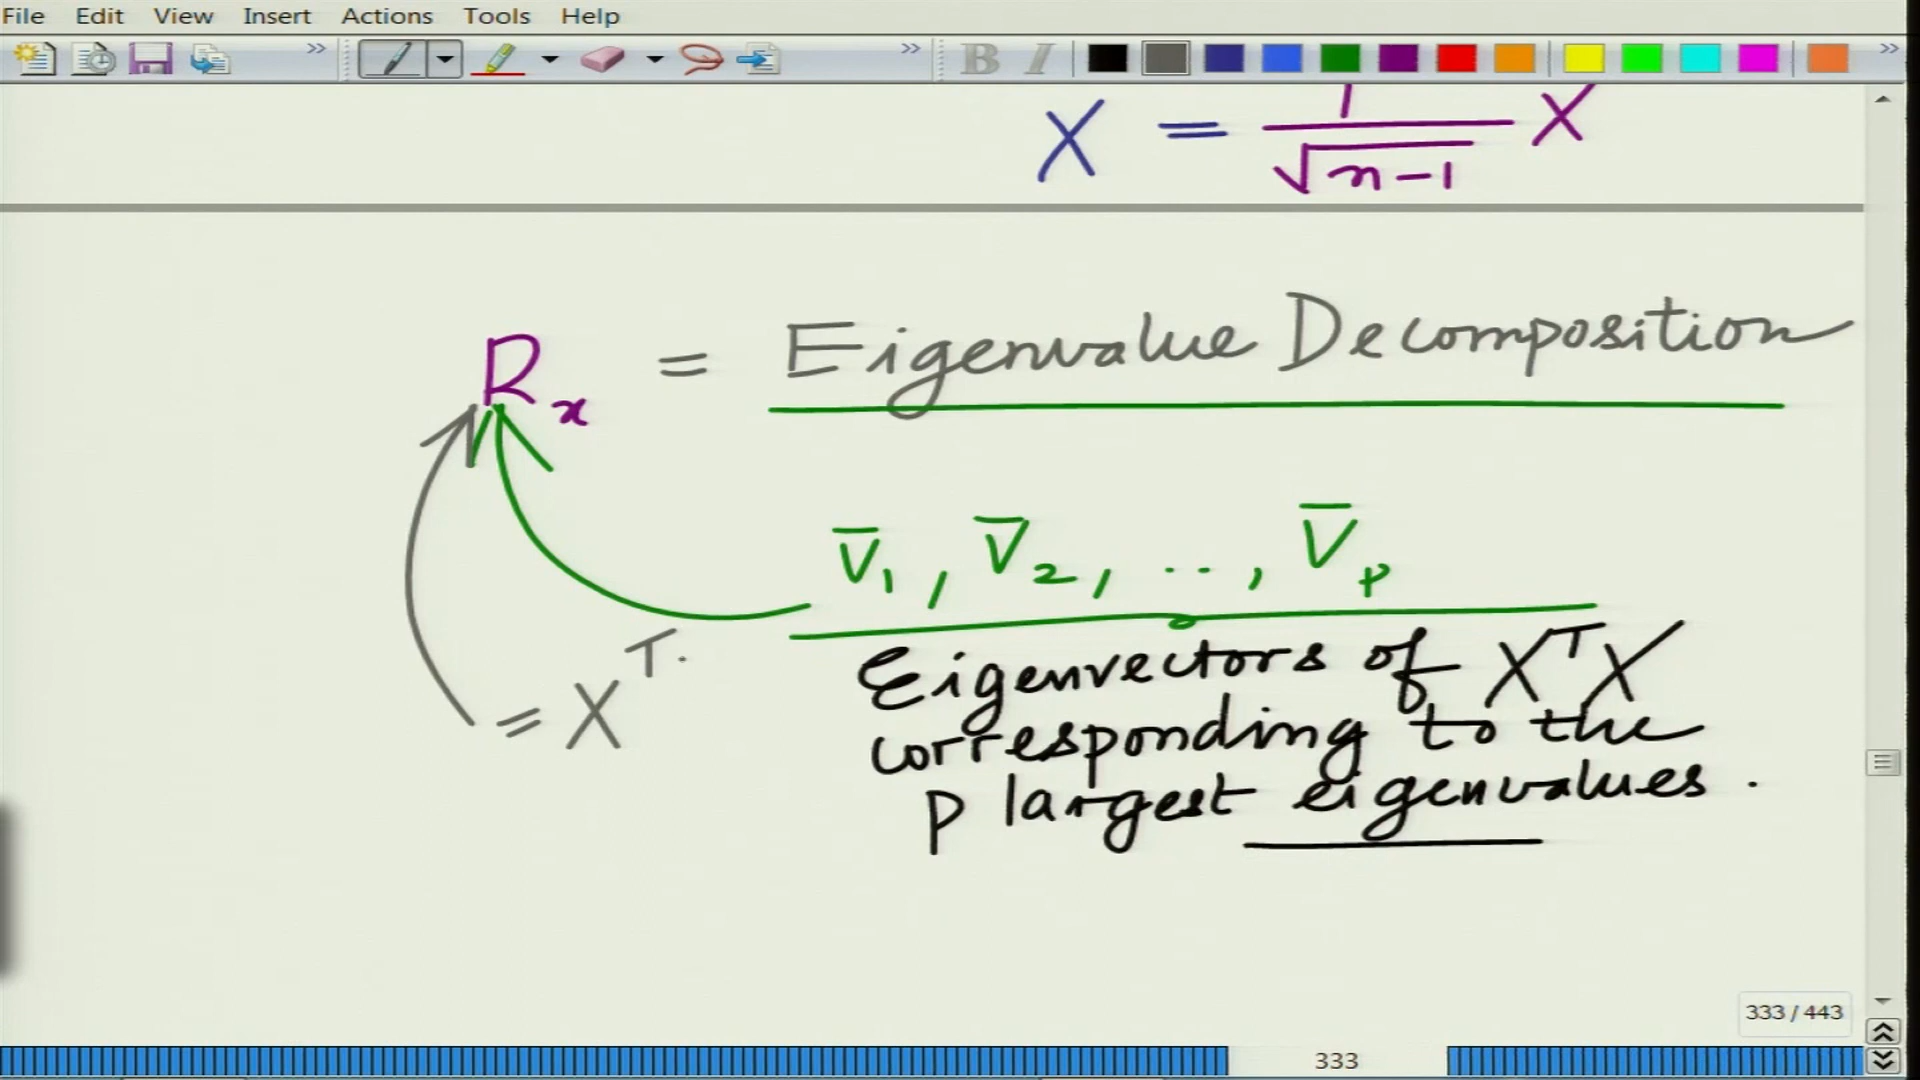 File Edit View Insert Actions Tools Help
B I
X = 1/√(n-1) X
R_x = Eigenvalue Decomposition
v̄_1, v̄_2, ..., v̄_p
= X^T.
Eigenvectors of X^T X
corresponding to the
p largest eigenvalues.
333 / 443
333